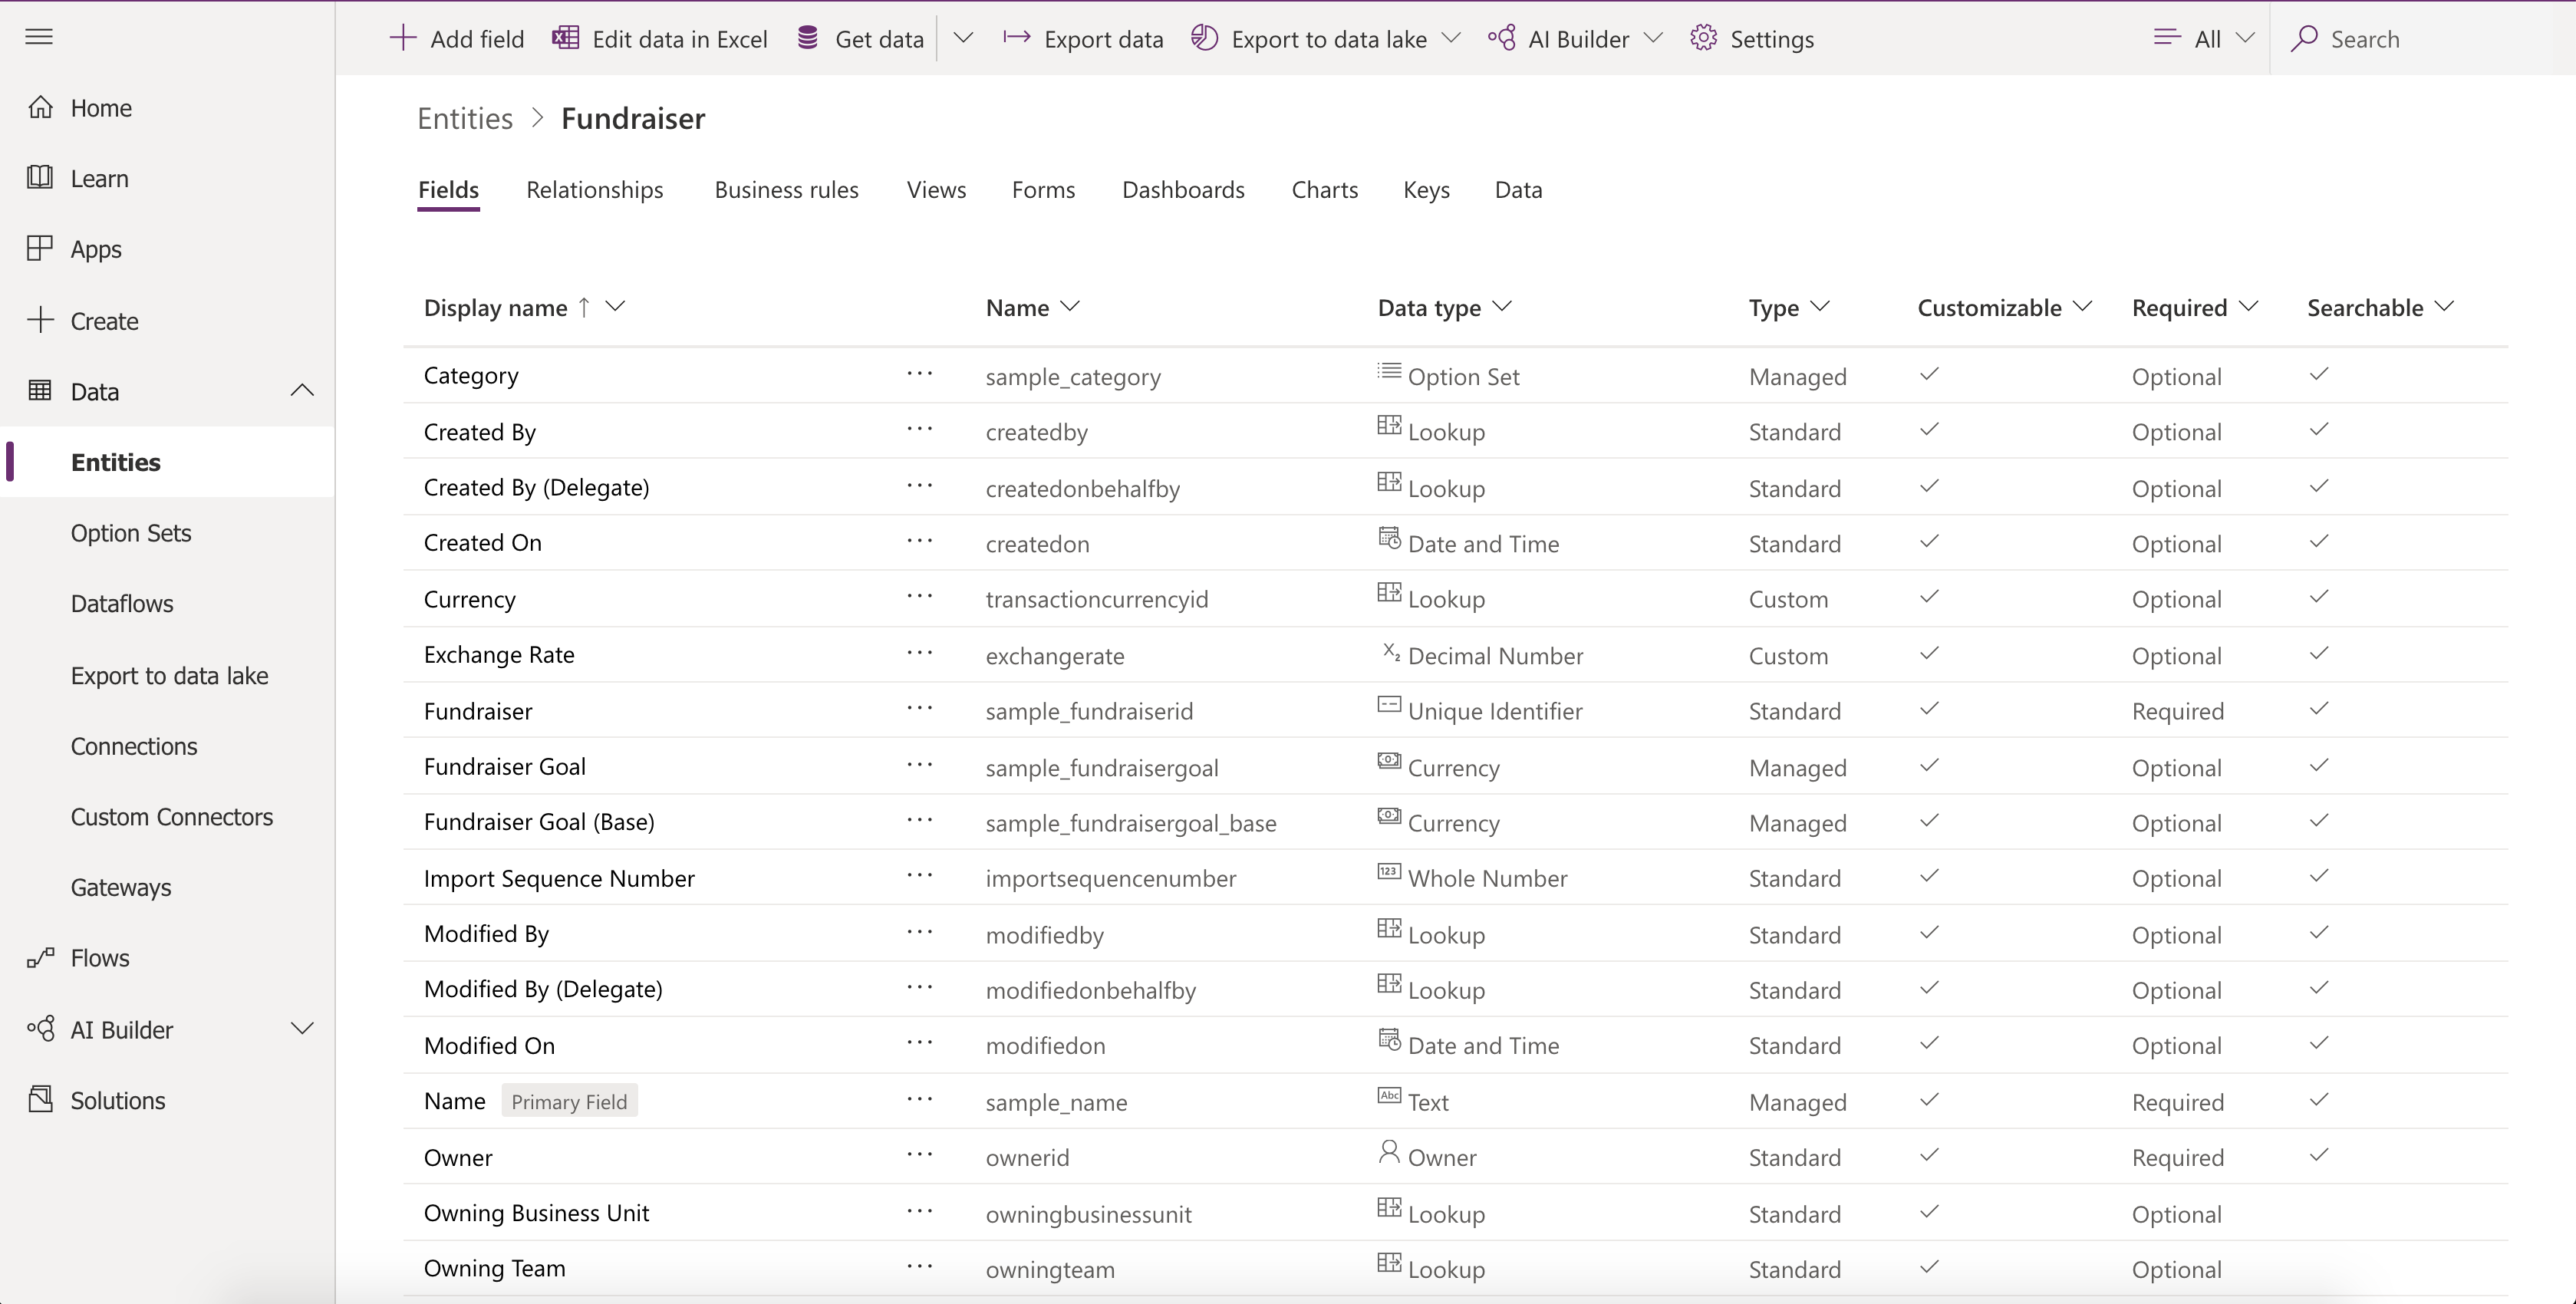 Add field Edit data in Excel Get data Export data Export to data lake AI Builder Settings All Search
Home
Learn
Apps
Create
Data
Entities
Option Sets
Dataflows
Export to data lake
Connections
Custom Connectors
Gateways
Flows
AI Builder
Solutions
Entities > Fundraiser
Fields Relationships Business rules Views Forms Dashboards Charts Keys Data
Display name Name Data type Type Customizable Required Searchable
Category sample_category Option Set Managed Optional
Created By createdby Lookup Standard Optional
Created By (Delegate) createdonbehalfby Lookup Standard Optional
Created On createdon Date and Time Standard Optional
Currency transactioncurrencyid Lookup Custom Optional
Exchange Rate exchangerate Decimal Number Custom Optional
Fundraiser sample_fundraiserid Unique Identifier Standard Required
Fundraiser Goal sample_fundraisergoal Currency Managed Optional
Fundraiser Goal (Base) sample_fundraisergoal_base Currency Managed Optional
Import Sequence Number importsequencenumber Whole Number Standard Optional
Modified By modifiedby Lookup Standard Optional
Modified By (Delegate) modifiedonbehalfby Lookup Standard Optional
Modified On modifiedon Date and Time Standard Optional
Name Primary Field sample_name Text Managed Required
Owner ownerid Owner Standard Required
Owning Business Unit owningbusinessunit Lookup Standard Optional
Owning Team owningteam Lookup Standard Optional